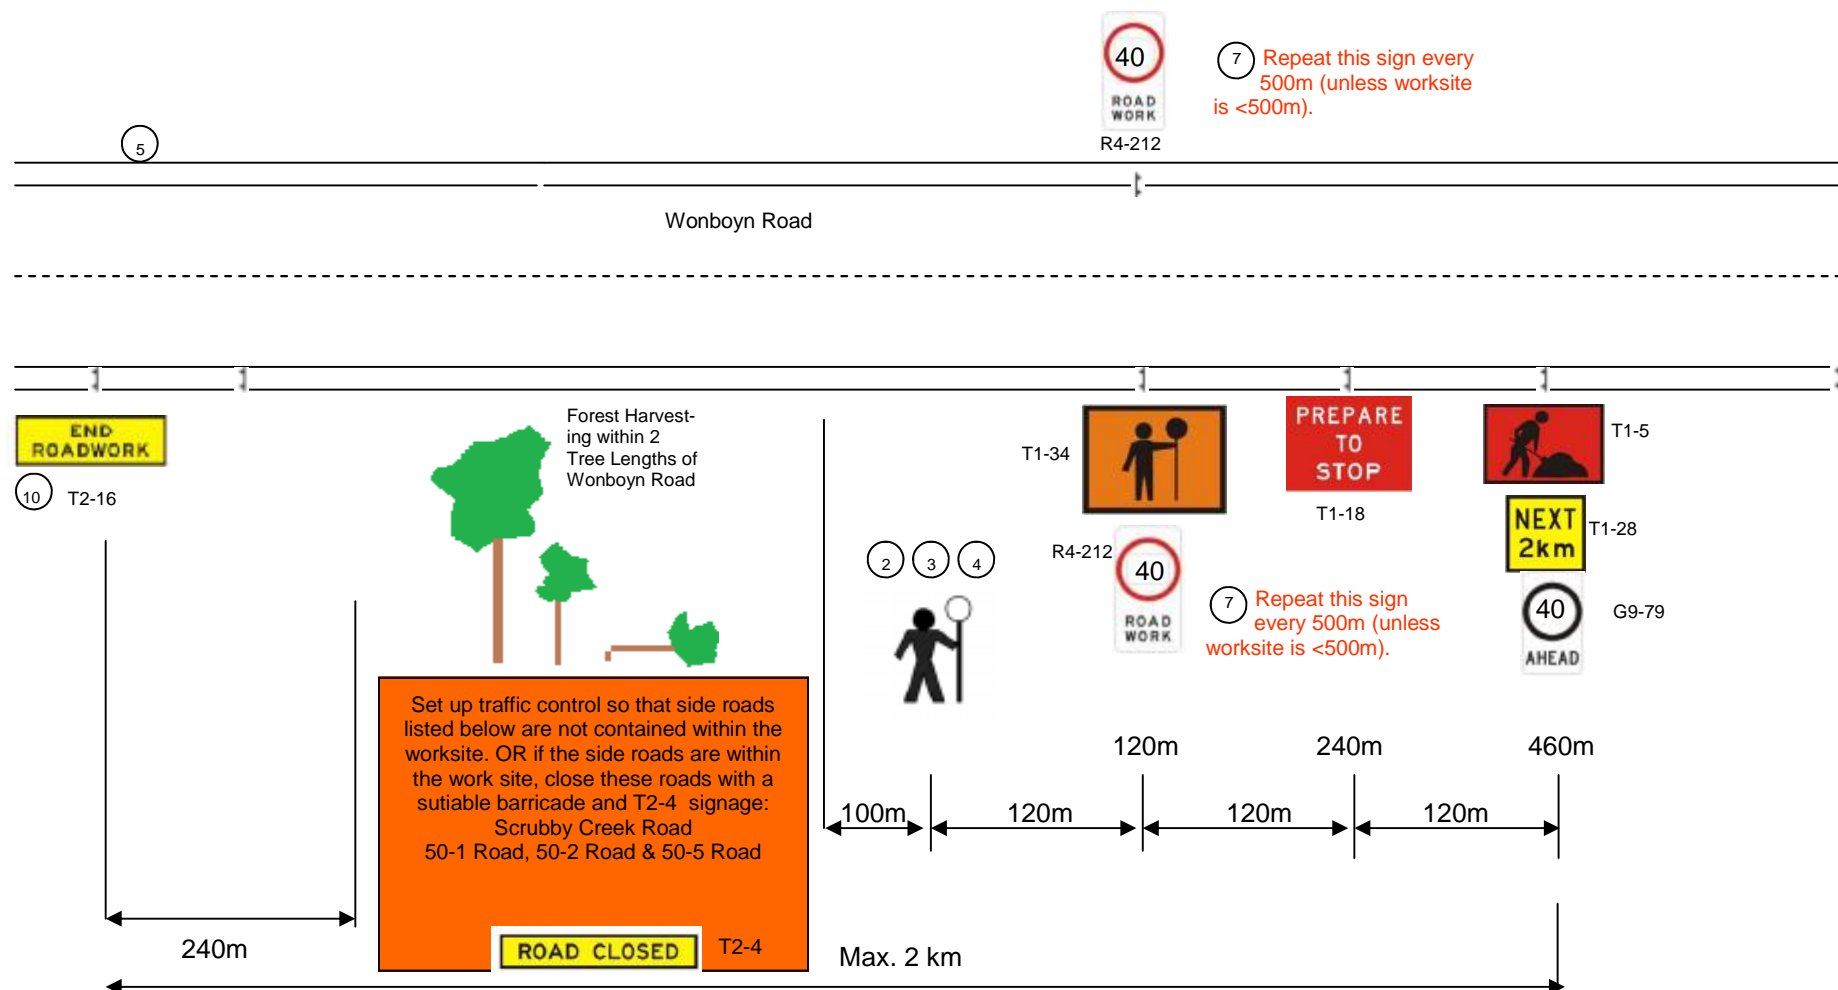 40
ROAD
WORK
R4-212
7 Repeat this sign every
500m (unless worksite
is <500m).
5
Wonboyn Road
END
ROADWORK
10 T2-16
Forest Harvest-
ing within 2
Tree Lengths of
Wonboyn Road
T1-34
PREPARE
TO
STOP
T1-18
T1-5
NEXT
2km
T1-28
40
AHEAD
G9-79
2 3 4
R4-212
40
ROAD
WORK
7 Repeat this sign
every 500m (unless
worksite is <500m).
Set up traffic control so that side roads
listed below are not contained within the
worksite. OR if the side roads are within
the work site, close these roads with a
sutiable barricade and T2-4 signage:
Scrubby Creek Road
50-1 Road, 50-2 Road & 50-5 Road
ROAD CLOSED
T2-4
120m 240m 460m
100m 120m 120m 120m
240m
Max. 2 km